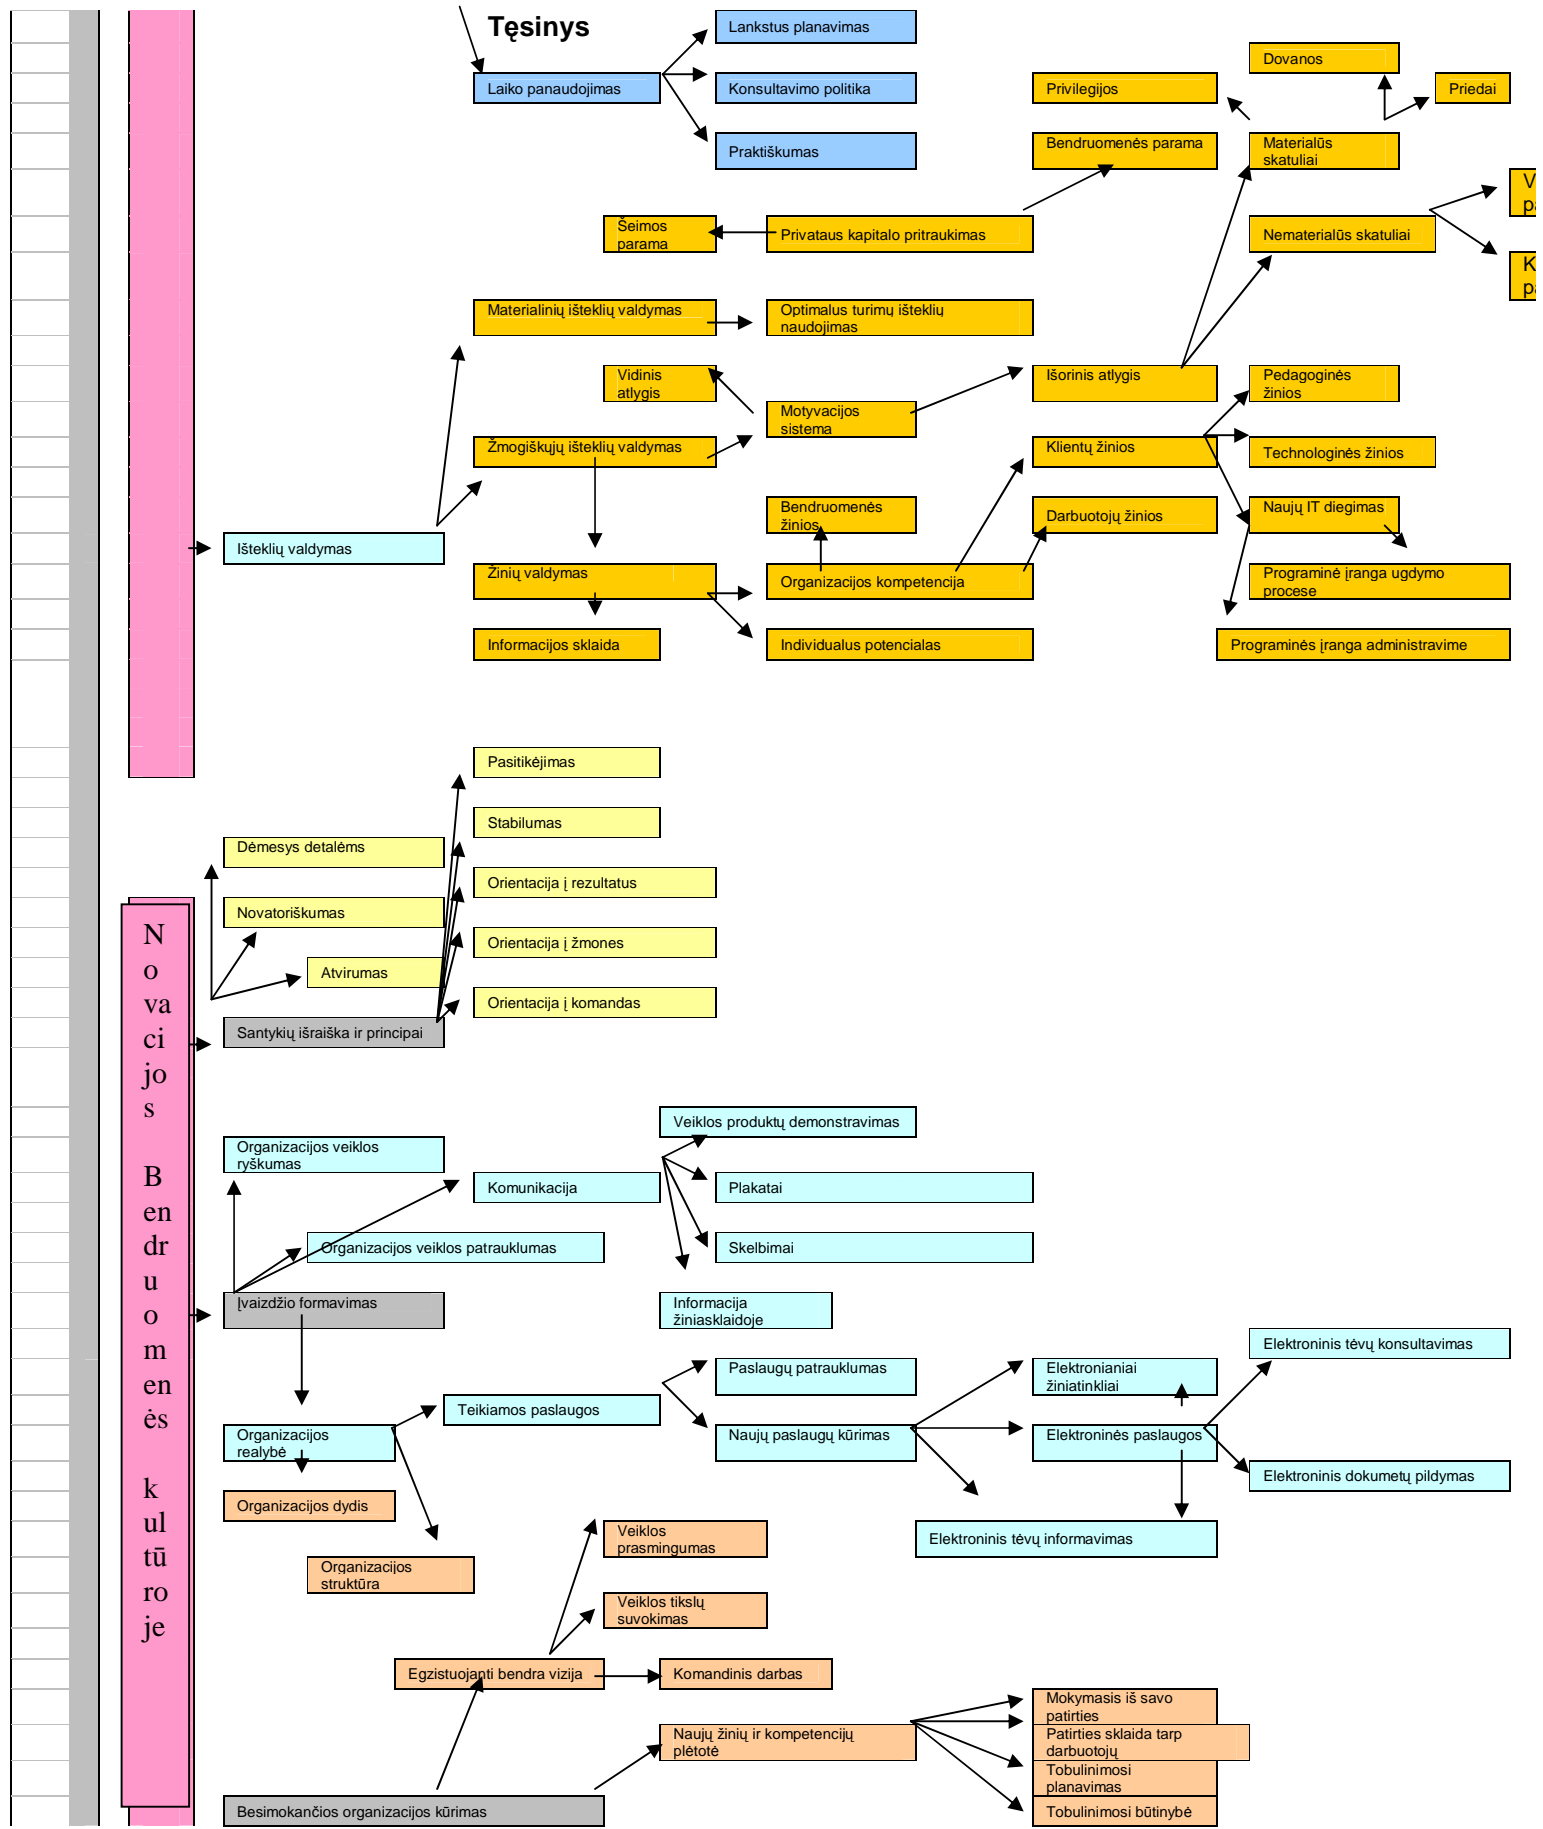 Tęsinys
Lankstus planavimas
Dovanos
Laiko panaudojimas
Konsultavimo politika
Privilegijos
Priedai
Praktiškumas
Bendruomenės parama
Materialūs
skatuliai
V
pa
Šeimos
parama
Privataus kapitalo pritraukimas
Nematerialūs skatuliai
K
pa
Materialinių išteklių valdymas
Optimalus turimų išteklių
naudojimas
Vidinis
atlygis
Išorinis atlygis
Pedagoginės
žinios
Motyvacijos
sistema
Žmogiškųjų išteklių valdymas
Klientų žinios
Technologinės žinios
Bendruomenės
žinios
Darbuotojų žinios
Naujų IT diegimas
Išteklių valdymas
Žinių valdymas
Organizacijos kompetencija
Programinė įranga ugdymo
procese
Informacijos sklaida
Individualus potencialas
Programinės įranga administravime
Pasitikėjimas
Stabilumas
Dėmesys detalėms
Orientacija į rezultatus
Novatoriškumas
Orientacija į žmones
Atvirumas
Orientacija į komandas
Santykių išraiška ir principai
N
o
va
ci
jo
s
B
en
dr
u
o
m
en
ės
k
ul
tū
ro
je
Veiklos produktų demonstravimas
Organizacijos veiklos
ryškumas
Komunikacija
Plakatai
Organizacijos veiklos patrauklumas
Skelbimai
Įvaizdžio formavimas
Informacija
žiniasklaidoje
Elektroninis tėvų konsultavimas
Paslaugų patrauklumas
Elektronianiai
žiniatinkliai
Teikiamos paslaugos
Organizacijos
realybė
Naujų paslaugų kūrimas
Elektroninės paslaugos
Elektroninis dokumetų pildymas
Organizacijos dydis
Veiklos
prasmingumas
Elektroninis tėvų informavimas
Organizacijos
struktūra
Veiklos tikslų
suvokimas
Egzistuojanti bendra vizija
Komandinis darbas
Mokymasis iš savo
patirties
Naujų žinių ir kompetencijų
plėtotė
Patirties sklaida tarp
darbuotojų
Tobulinimosi
planavimas
Besimokančios organizacijos kūrimas
Tobulinimosi būtinybė